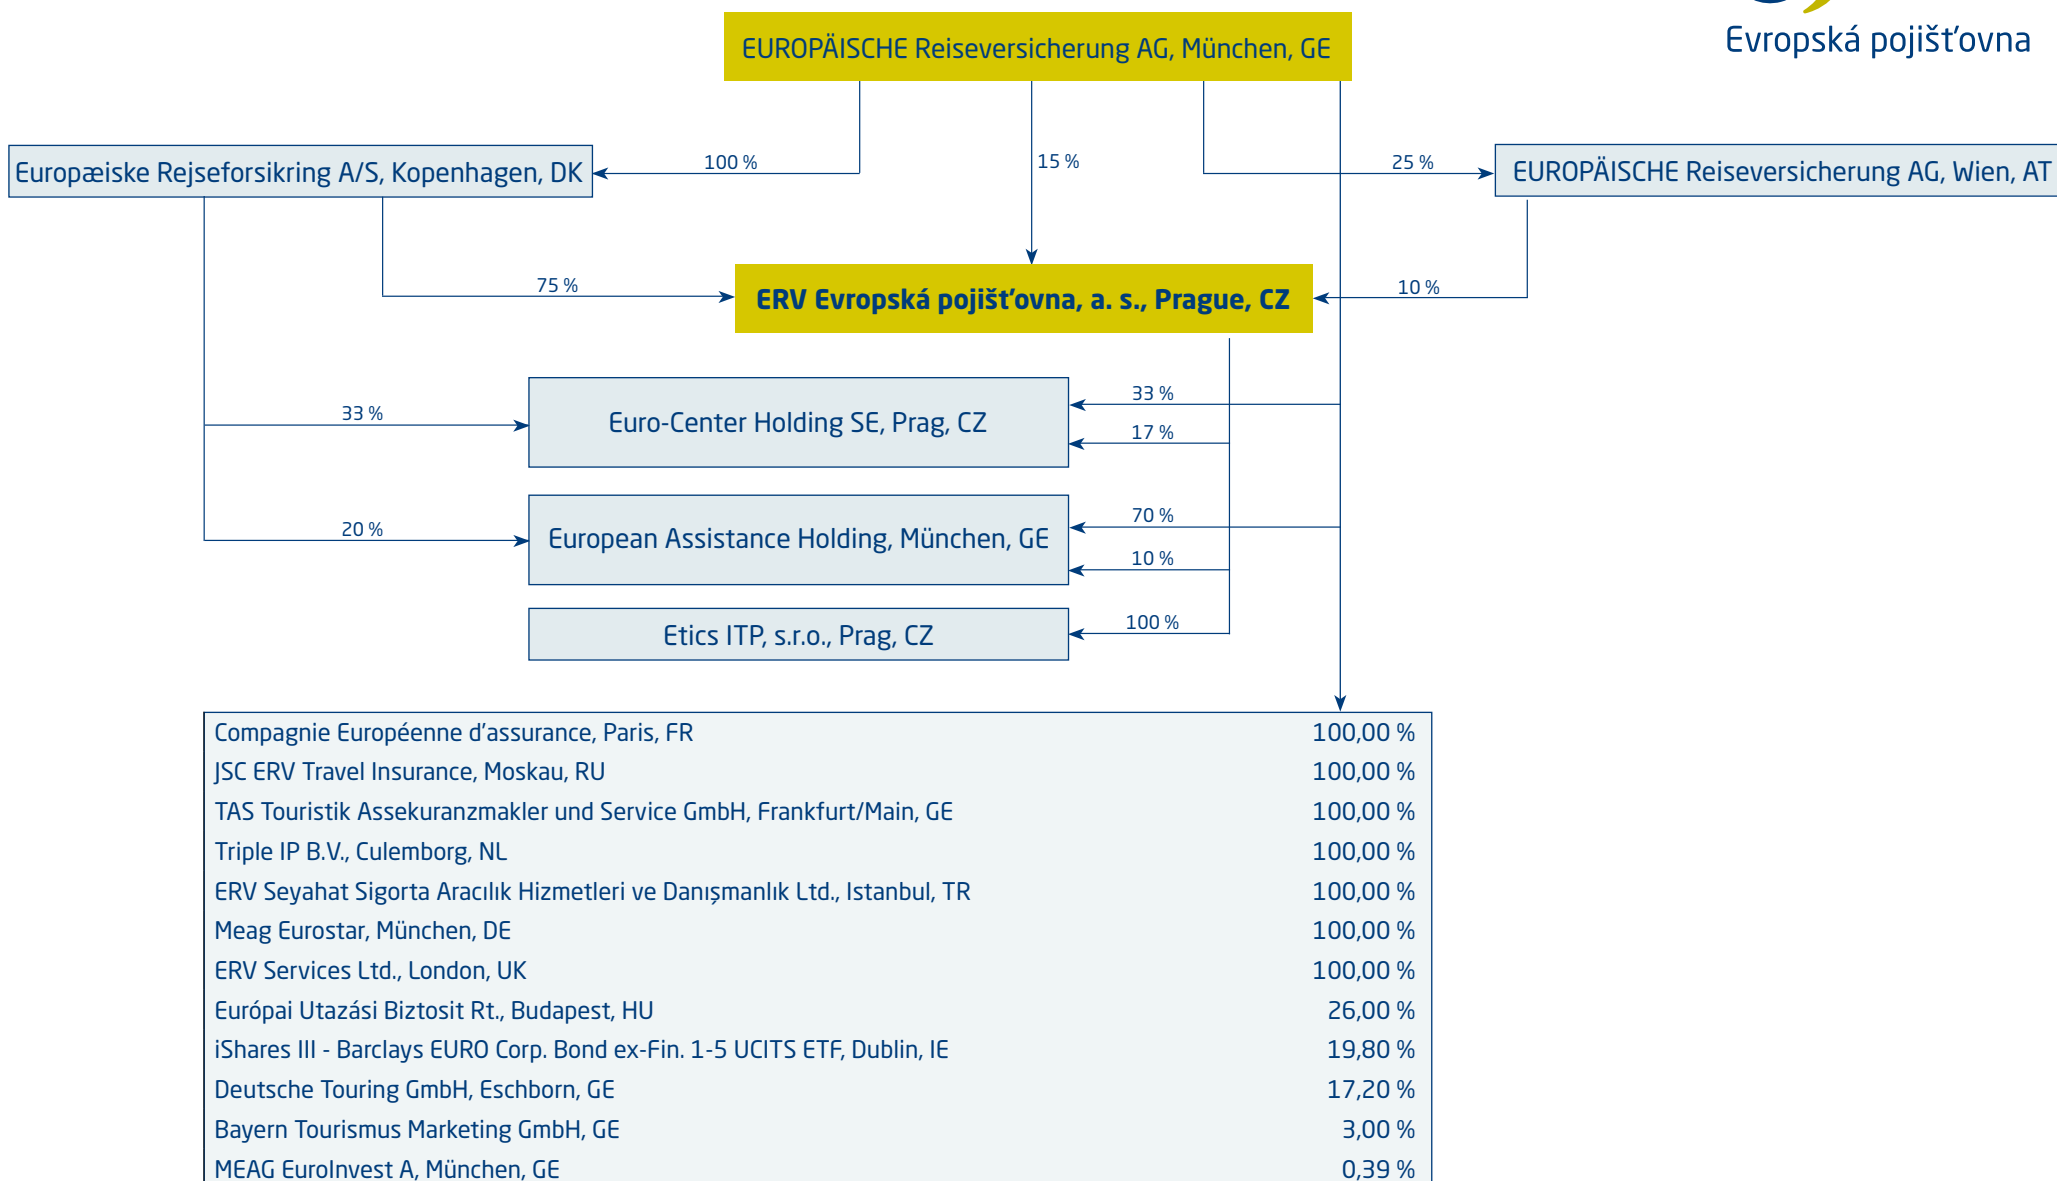 Evropská pojišťovna
EUROPÄISCHE Reiseversicherung AG, München, GE
Europæiske Rejseforsikring A/S, Kopenhagen, DK
100 %
15 %
25 %
EUROPÄISCHE Reiseversicherung AG, Wien, AT
75 %
ERV Evropská pojišťovna, a. s., Prague, CZ
10 %
33 %
Euro-Center Holding SE, Prag, CZ
33 %
17 %
20 %
European Assistance Holding, München, GE
70 %
10 %
Etics ITP, s.r.o., Prag, CZ
100 %
Compagnie Européenne d'assurance, Paris, FR 100,00 %
JSC ERV Travel Insurance, Moskau, RU 100,00 %
TAS Touristik Assekuranzmakler und Service GmbH, Frankfurt/Main, GE 100,00 %
Triple IP B.V., Culemborg, NL 100,00 %
ERV Seyahat Sigorta Aracılık Hizmetleri ve Danışmanlık Ltd., Istanbul, TR 100,00 %
Meag Eurostar, München, DE 100,00 %
ERV Services Ltd., London, UK 100,00 %
Európai Utazási Biztosit Rt., Budapest, HU 26,00 %
iShares III - Barclays EURO Corp. Bond ex-Fin. 1-5 UCITS ETF, Dublin, IE 19,80 %
Deutsche Touring GmbH, Eschborn, GE 17,20 %
Bayern Tourismus Marketing GmbH, GE 3,00 %
MEAG EuroInvest A, München, GE 0,39 %